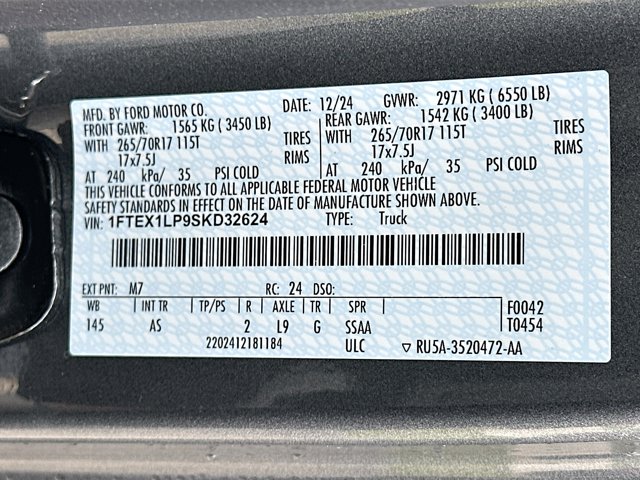 MFD. BY FORD MOTOR CO. DATE: 12/24 GVWR: 2971 KG ( 6550 LB)
FRONT GAWR: 1565 KG ( 3450 LB) REAR GAWR: 1542 KG ( 3400 LB)
WITH 265/70R17 115T TIRES WITH 265/70R17 115T TIRES
17x7.5J RIMS 17x7.5J RIMS
AT 240 kPa/ 35 PSI COLD AT 240 kPa/ 35 PSI COLD
THIS VEHICLE CONFORMS TO ALL APPLICABLE FEDERAL MOTOR VEHICLE
SAFETY STANDARDS IN EFFECT ON THE DATE OF MANUFACTURE SHOWN ABOVE.
VIN: 1FTEX1LP9SKD32624 TYPE: Truck
EXT PNT: M7 RC: 24 DSO:
WB INT TR TP/PS R AXLE TR SPR F0042
145 AS 2 L9 G SSAA T0454
2202412181184 ULC ▽ RU5A-3520472-AA